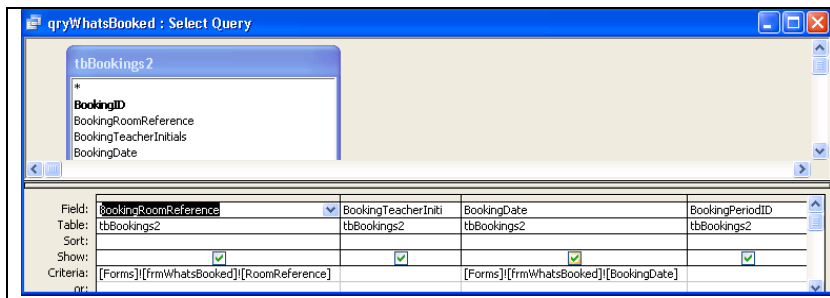 qryWhatsBooked : Select Query
tbBookings2
*
BookingID
BookingRoomReference
BookingTeacherInitials
BookingDate
Field: BookingRoomReference BookingTeacherIniti BookingDate BookingPeriodID
Table: tbBookings2 tbBookings2 tbBookings2 tbBookings2
Sort:
Show:
Criteria: [Forms]![frmWhatsBooked]![RoomReference] [Forms]![frmWhatsBooked]![BookingDate]
or: